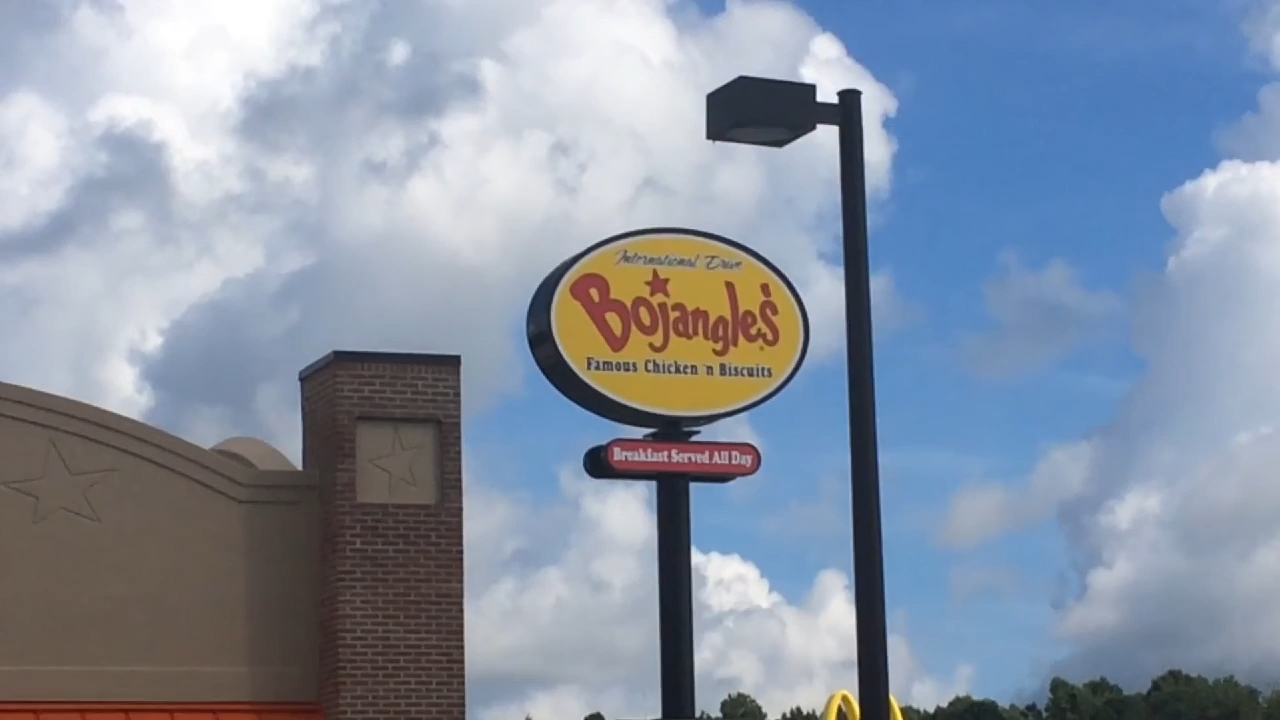 International Drive
Bojangles'
Famous Chicken 'n Biscuits
Breakfast Served All Day